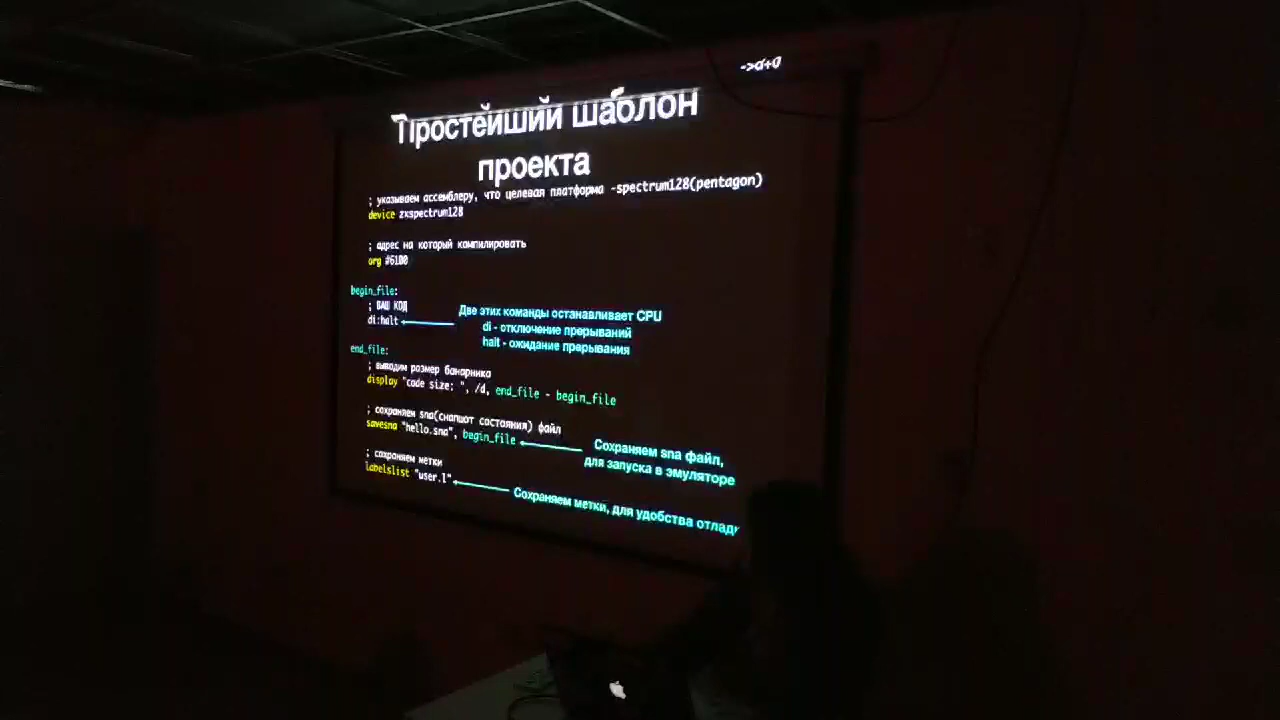 ->d+d
Простейший шаблон
проекта
; указываем ассемблеру, что целевая платформа -spectrum128(pentagon)
device zxspectrum128
; адрес на который компилировать
org #6100
begin_file:
; ВАШ КОД
di:halt
Две этих команды останавливает CPU
di - отключение прерываний
halt - ожидание прерывания
end_file:
; выводим размер банарника
display "code size: ", /d, end_file - begin_file
; сохраняем sna(снапшот состояния) файл
savesna "hello.sna", begin_file
Сохраняем sna файл,
для запуска в эмуляторе
; сохраняем метки
labelslist "user.l"
Сохраняем метки, для удобства